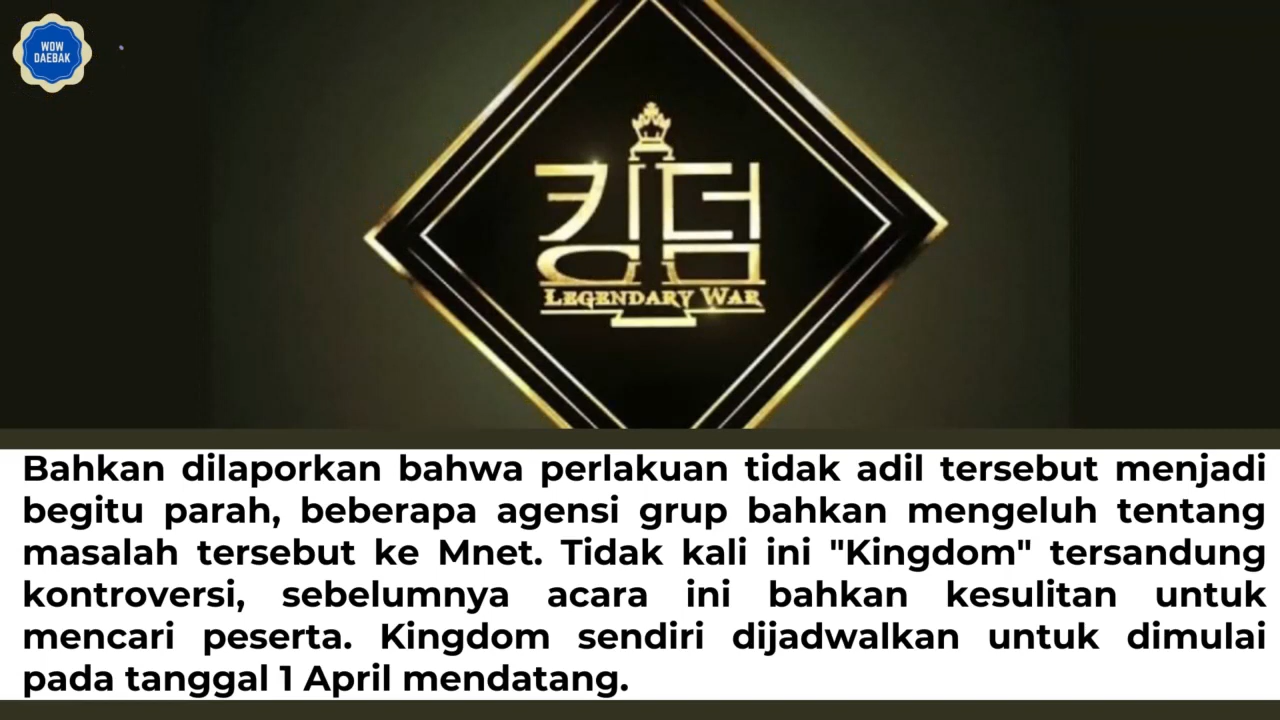 WOW
DAEBAK
킹덤
LEGENDARY WAR
Bahkan dilaporkan bahwa perlakuan tidak adil tersebut menjadi
begitu parah, beberapa agensi grup bahkan mengeluh tentang
masalah tersebut ke Mnet. Tidak kali ini "Kingdom" tersandung
kontroversi, sebelumnya acara ini bahkan kesulitan untuk
mencari peserta. Kingdom sendiri dijadwalkan untuk dimulai
pada tanggal 1 April mendatang.